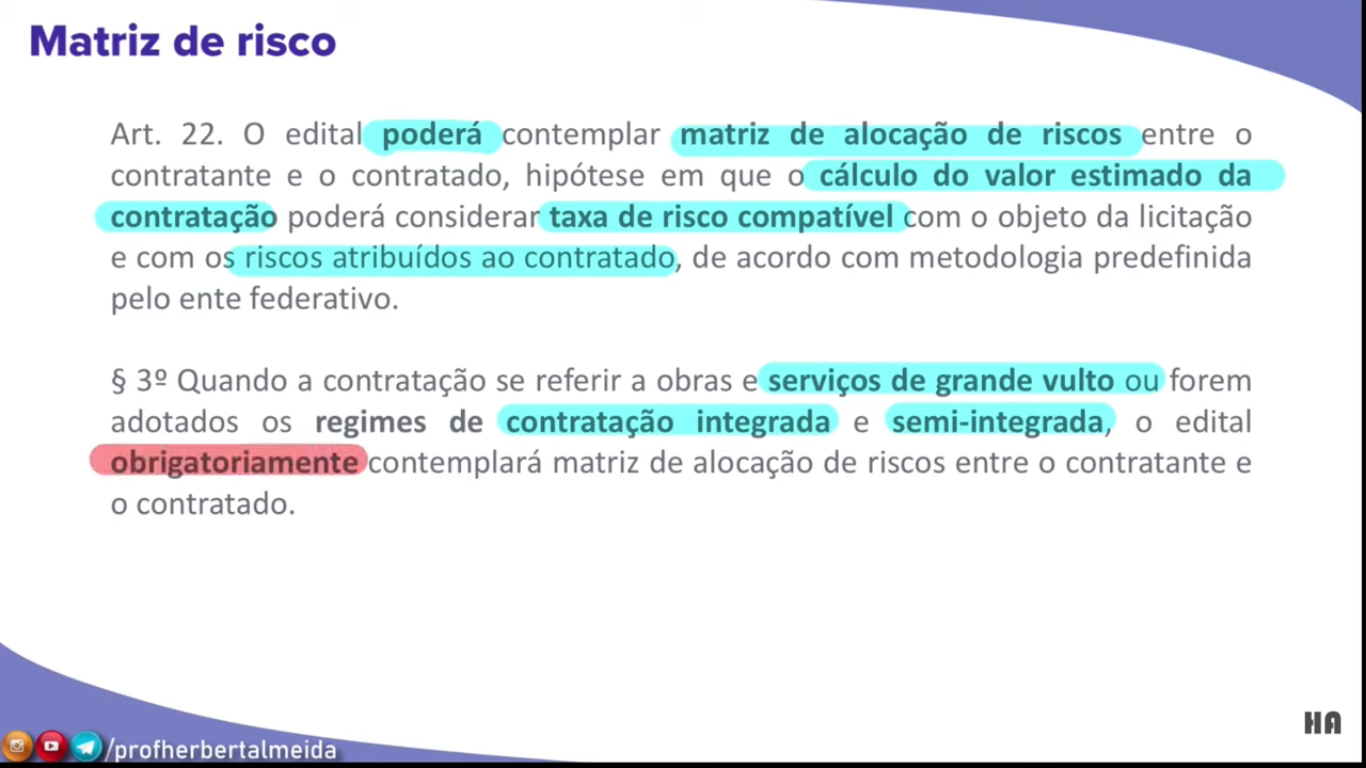 Matriz de risco
Art. 22. O edital poderá contemplar matriz de alocação de riscos entre o
contratante e o contratado, hipótese em que o cálculo do valor estimado da
contratação poderá considerar taxa de risco compatível com o objeto da licitação
e com os riscos atribuídos ao contratado, de acordo com metodologia predefinida
pelo ente federativo.
§ 3º Quando a contratação se referir a obras e serviços de grande vulto ou forem
adotados os regimes de contratação integrada e semi-integrada, o edital
obrigatoriamente contemplará matriz de alocação de riscos entre o contratante e
o contratado.
HA
/profherbertalmeida